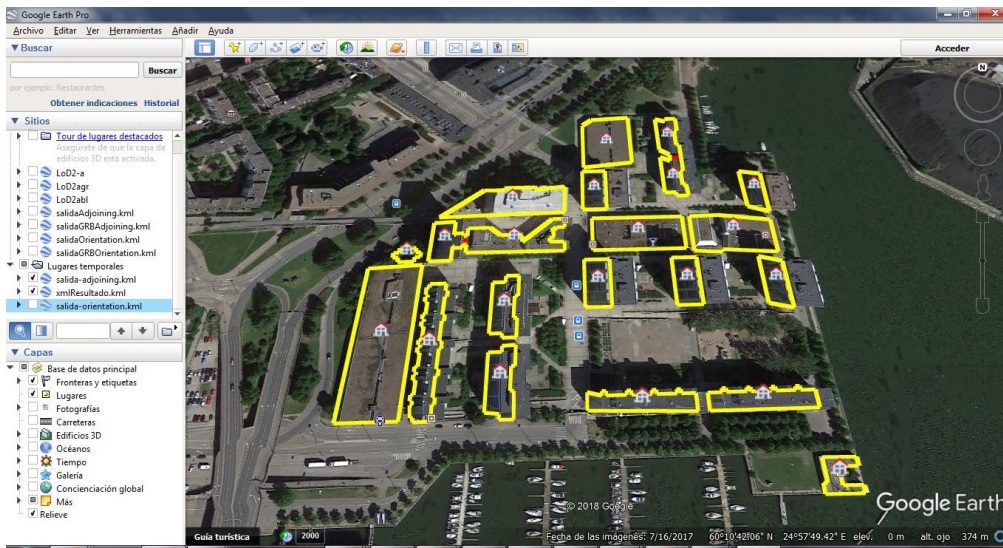 Google Earth Pro
Archivo Editar Ver Herramientas Añadir Ayuda
▼ Buscar
Acceder
Buscar
por ejemplo: Restaurantes
Obtener indicaciones Historial
▼ Sitios
Tour de lugares destacados
Asegúrate de que la capa de
edificios 3D está activada.
LoD2-a
LoD2agr
LoD2abl
salidaAdjoining.kml
salidaGRBAdjoining.kml
salidaOrientation.kml
salidaGRBOrientation.kml
Lugares temporales
salida-adjoining.kml
xmlResultado.kml
salida-orientation.kml
▼ Capas
Base de datos principal
Fronteras y etiquetas
Lugares
Fotografías
Carreteras
Edificios 3D
Océanos
Tiempo
Galería
Concienciación global
Más
Relieve
N
© 2018 Google
Google Earth
Guía turística 2000 Fecha de las imágenes: 7/16/2017 60°10'42.06" N 24°57'49.42" E elev. 0 m alt. ojo 374 m